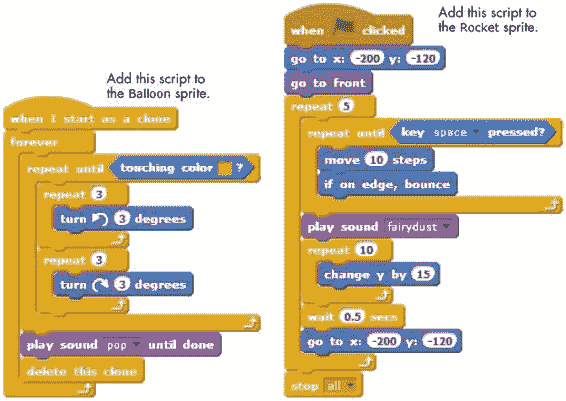 Add this script to
the Balloon sprite.
when I start as a clone
forever
repeat until touching color ?
repeat 3
turn 3 degrees
repeat 3
turn 3 degrees
play sound pop until done
delete this clone
Add this script to
the Rocket sprite.
when clicked
go to x: -200 y: -120
go to front
repeat 5
repeat until key space pressed?
move 10 steps
if on edge, bounce
play sound fairydust
repeat 10
change y by 15
wait 0.5 secs
go to x: -200 y: -120
stop all